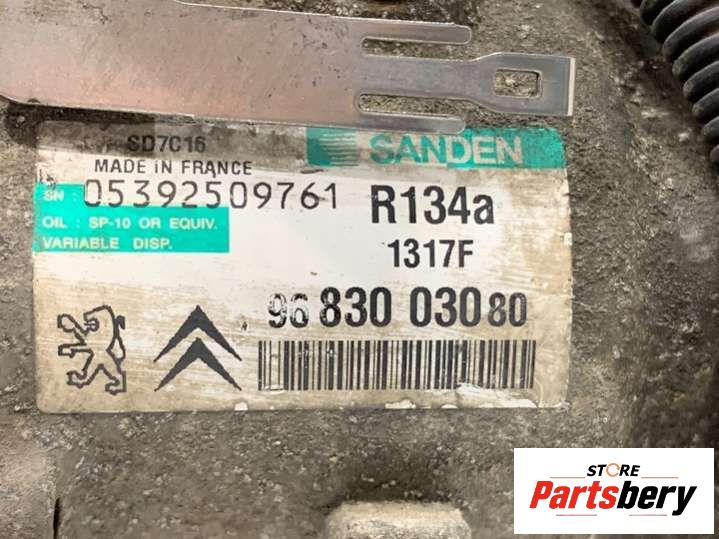 SD7C16
SANDEN
MADE IN FRANCE
SN : 05392509761
R134a
OIL : SP-10 OR EQUIV.
VARIABLE DISP.
1317F
96 830 030 80
STORE
Partsbery